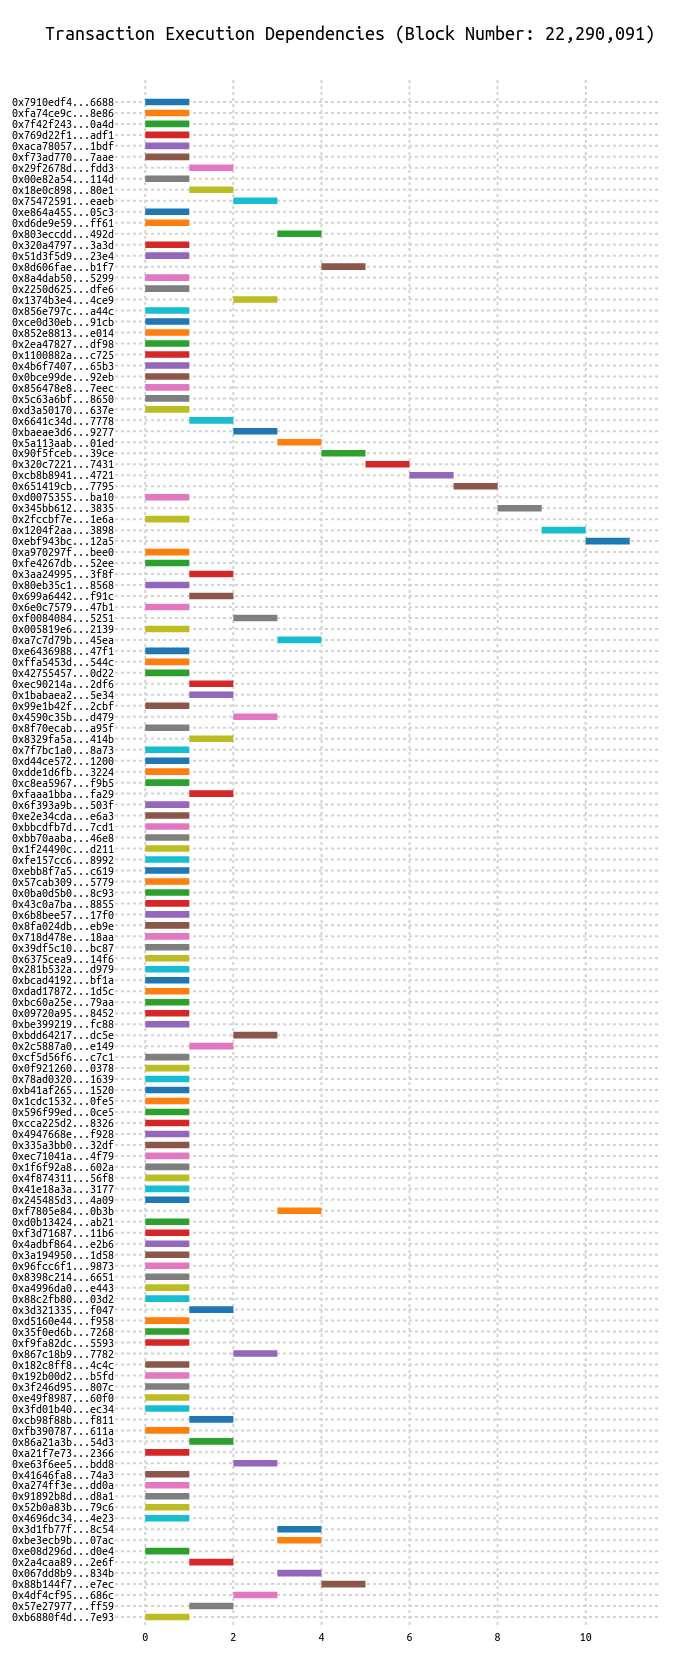 Transaction Execution Dependencies (Block Number: 22,290,091)
0x7910edf4...6688
0xfa74ce9c...8e86
0x7f42f243...0a4d
0x769d22f1...adf1
0xaca78057...1bdf
0xf73ad770...7aae
0x29f2678d...fdd3
0x00e82a54...114d
0x18e0c898...80e1
0x75472591...eaeb
0xe864a455...05c3
0xd6de9e59...ff61
0x803eccdd...492d
0x320a4797...3a3d
0x51d3f5d9...23e4
0x8d606fae...b1f7
0x8a4dab50...5299
0x2250d625...dfe6
0x1374b3e4...4ce9
0x856e797c...a44c
0xce0d30eb...91cb
0x852e8813...e014
0x2ea47827...df98
0x1100882a...c725
0x4b6f7407...65b3
0x0bce99de...92eb
0x856478e8...7eec
0x5c63a6bf...8650
0xd3a50170...637e
0x6641c34d...7778
0xbaeae3d6...9277
0x5a113aab...01ed
0x90f5fceb...39ce
0x320c7221...7431
0xcb8b8941...4721
0x651419cb...7795
0xd0075355...ba10
0x345bb612...3835
0x2fccbf7e...1e6a
0x1204f2aa...3898
0xebf943bc...12a5
0xa970297f...bee0
0xfe4267db...52ee
0x3aa24995...3f8f
0x80eb35c1...8568
0x699a6442...f91c
0x6e0c7579...47b1
0xf0084084...5251
0x005819e6...2139
0xa7c7d79b...45ea
0xe6436988...47f1
0xffa5453d...544c
0x42755457...0d22
0xec90214a...2df6
0x1babaea2...5e34
0x99e1b42f...2cbf
0x4590c35b...d479
0x8f70ecab...a95f
0x8329fa5a...414b
0x7f7bc1a0...8a73
0xd44ce572...1200
0xdde1d6fb...3224
0xc8ea5967...f9b5
0xfaaa1bba...fa29
0x6f393a9b...503f
0xe2e34cda...e6a3
0xbbcdfb7d...7cd1
0xbb70aaba...46e8
0x1f24490c...d211
0xfe157cc6...8992
0xebb8f7a5...c619
0x57cab309...5779
0x0ba0d5b0...8c93
0x43c0a7ba...8855
0x6b8bee57...17f0
0x8fa024db...eb9e
0x718d478e...18aa
0x39df5c10...bc87
0x6375cea9...14f6
0x281b532a...d979
0xbcad4192...bf1a
0xdad17872...1d5c
0xbc60a25e...79aa
0x09720a95...8452
0xbe399219...fc88
0xbdd64217...dc5e
0x2c5887a0...e149
0xcf5d56f6...c7c1
0x0f921260...0378
0x78ad0320...1639
0xb41af265...1520
0x1cdc1532...0fe5
0x596f99ed...0ce5
0xcca225d2...8326
0x4947668e...f928
0x335a3bb0...32df
0xec71041a...4f79
0x1f6f92a8...602a
0x4f874311...56f8
0x41e18a3a...3177
0x245485d3...4a09
0xf7805e84...0b3b
0xd0b13424...ab21
0xf3d71687...11b6
0x4adbf864...e2b6
0x3a194950...1d58
0x96fcc6f1...9873
0x8398c214...6651
0xa4996da0...e443
0x88c2fb80...03d2
0x3d321335...f047
0xd5160e44...f958
0x35f0ed6b...7268
0xf9fa82dc...5593
0x867c18b9...7782
0x182c8ff8...4c4c
0x192b00d2...b5fd
0x3f246d95...807c
0xe49f8987...60f0
0x3fd01b40...ec34
0xcb98f88b...f811
0xfb390787...611a
0x86a21a3b...54d3
0xa21f7e73...2366
0xe63f6ee5...bdd8
0x41646fa8...74a3
0xa274ff3e...dd0a
0x91892b8d...d8a1
0x52b0a83b...79c6
0x4696dc34...4e23
0x3d1fb77f...8c54
0xbe3ecb9b...07ac
0xe08d296d...d0e4
0x2a4caa89...2e6f
0x067dd8b9...834b
0x88b144f7...e7ec
0x4df4cf95...686c
0x57e27977...ff59
0xb6880f4d...7e93
0 2 4 6 8 10